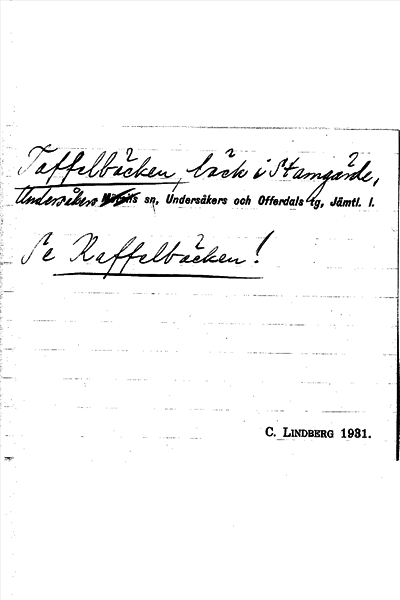 Taffelbäcken, bäck i Stamgärde,
Undersåkers sn, Undersåkers och Offerdals tg, Jämtl. l.
Se Kaffelbäcken!
C. LINDBERG 1931.